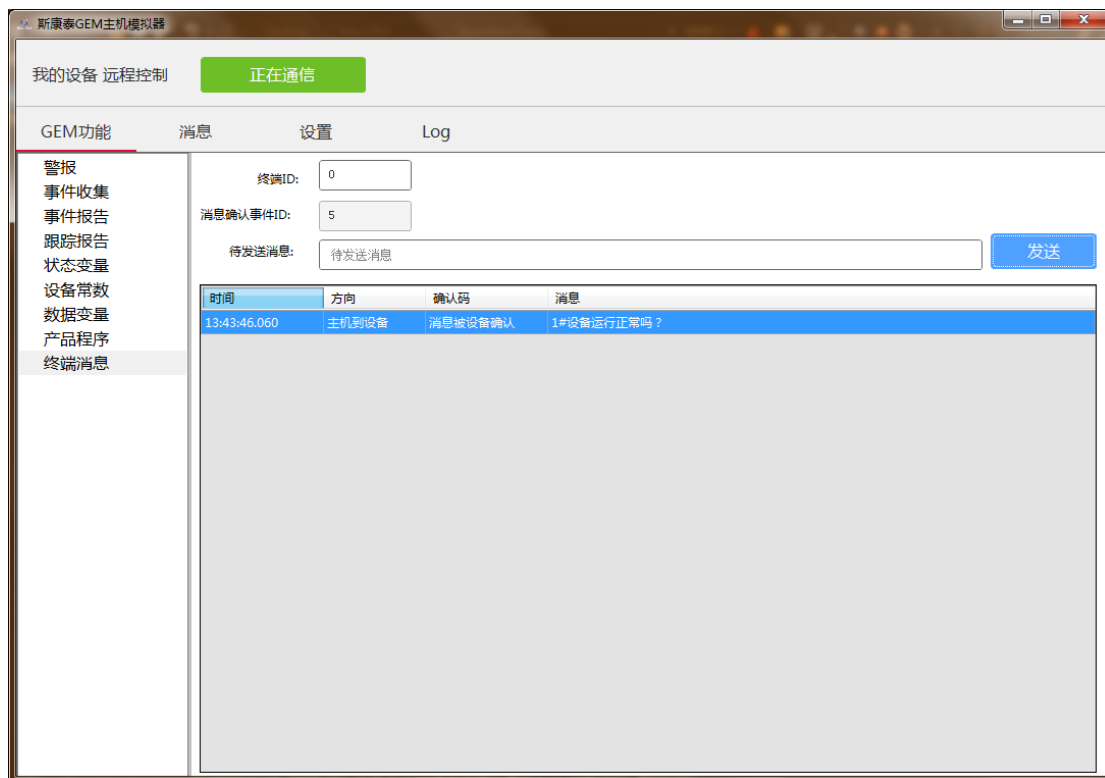 斯康泰GEM主机模拟器
我的设备 远程控制 正在通信
GEM功能 消息 设置 Log
警报
事件收集
事件报告
跟踪报告
状态变量
设备常数
数据变量
产品程序
终端消息
终端ID: 0
消息确认事件ID: 5
待发送消息: 待发送消息 发送
时间 方向 确认码 消息
13:43:46.060 主机到设备 消息被设备确认 1#设备运行正常吗？